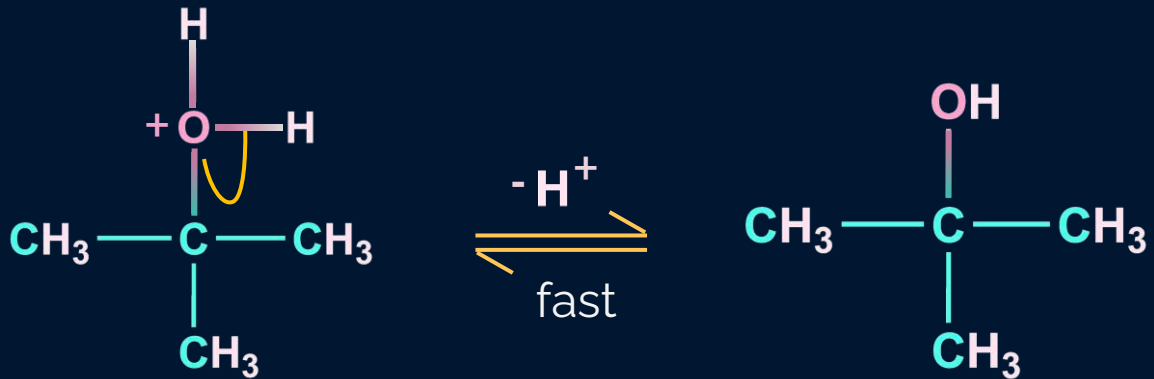 H
+ O H
CH3 C CH3
CH3
- H+
fast
OH
CH3 C CH3
CH3